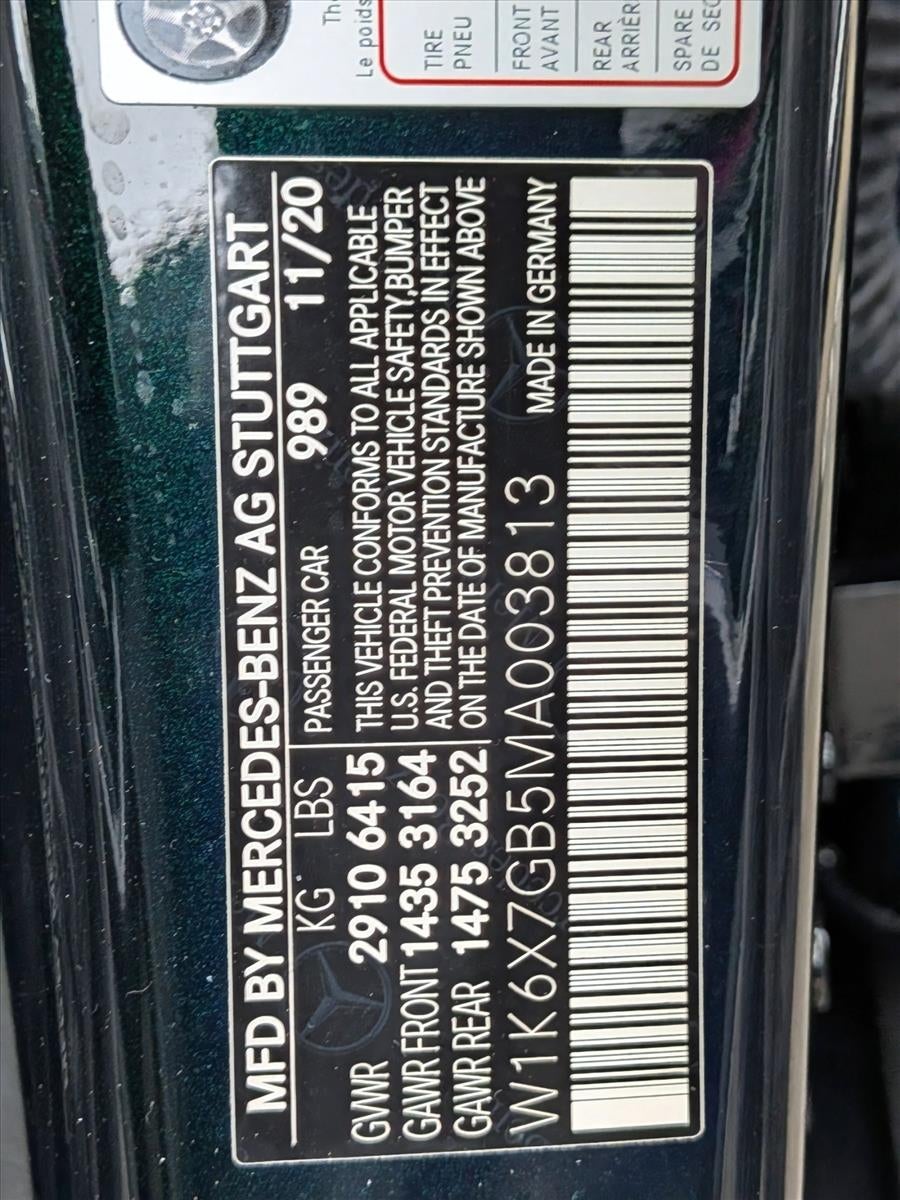 MFD BY MERCEDES-BENZ AG STUTTGART
KG LBS PASSENGER CAR 989 11/20
GVWR 2910 6415
GAWR FRONT 1435 3164
GAWR REAR 1475 3252
THIS VEHICLE CONFORMS TO ALL APPLICABLE
U.S. FEDERAL MOTOR VEHICLE SAFETY,BUMPER
AND THEFT PREVENTION STANDARDS IN EFFECT
ON THE DATE OF MANUFACTURE SHOWN ABOVE
W1K6X7GB5MA003813 MADE IN GERMANY
Le poids
TIRE
PNEU
FRONT
AVANT
REAR
SPARE
DE